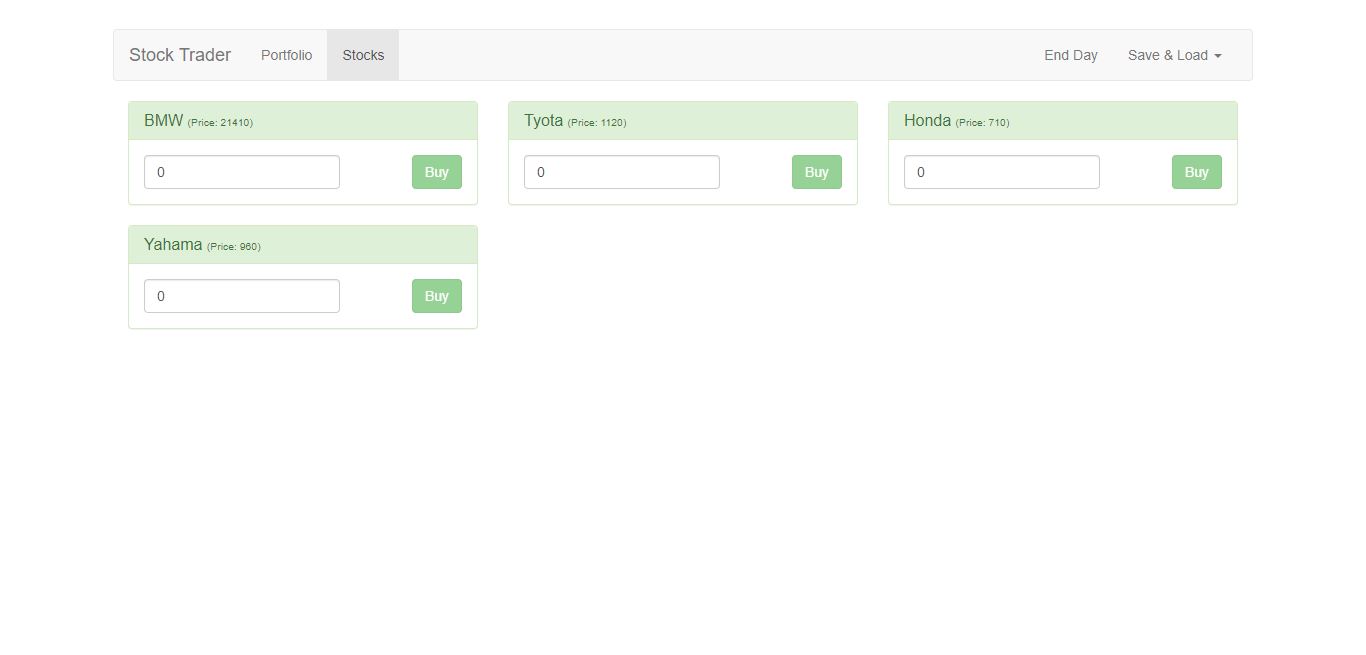 Stock Trader Portfolio Stocks End Day Save & Load
BMW (Price: 21410) Tyota (Price: 1120) Honda (Price: 710)
0 Buy 0 Buy 0 Buy
Yahama (Price: 960)
0 Buy